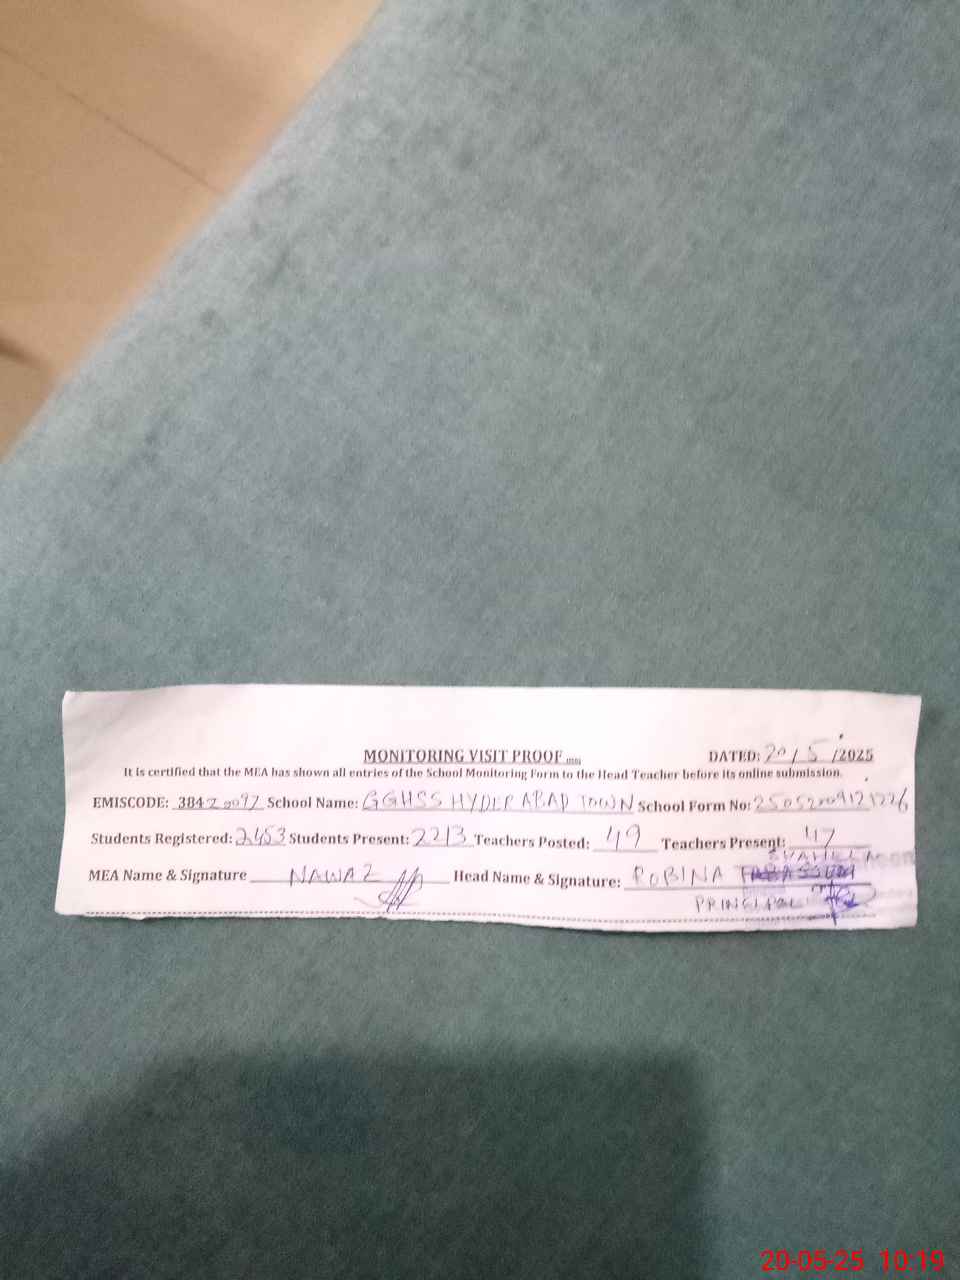 MONITORING VISIT PROOF DATED: 20/5/2025
It is certified that the MEA has shown all entries of the School Monitoring Form to the Head Teacher before its online submission.
EMISCODE: 38420097 School Name: GGHSS HYDERABAD TOWN School Form No:
Students Registered: 2453 Students Present: 2213 Teachers Posted: 49 Teachers Present: 47
MEA Name & Signature NAWAZ Head Name & Signature: ROBINA TABASSUM
PRINCIPAL
20-05-25 10:19